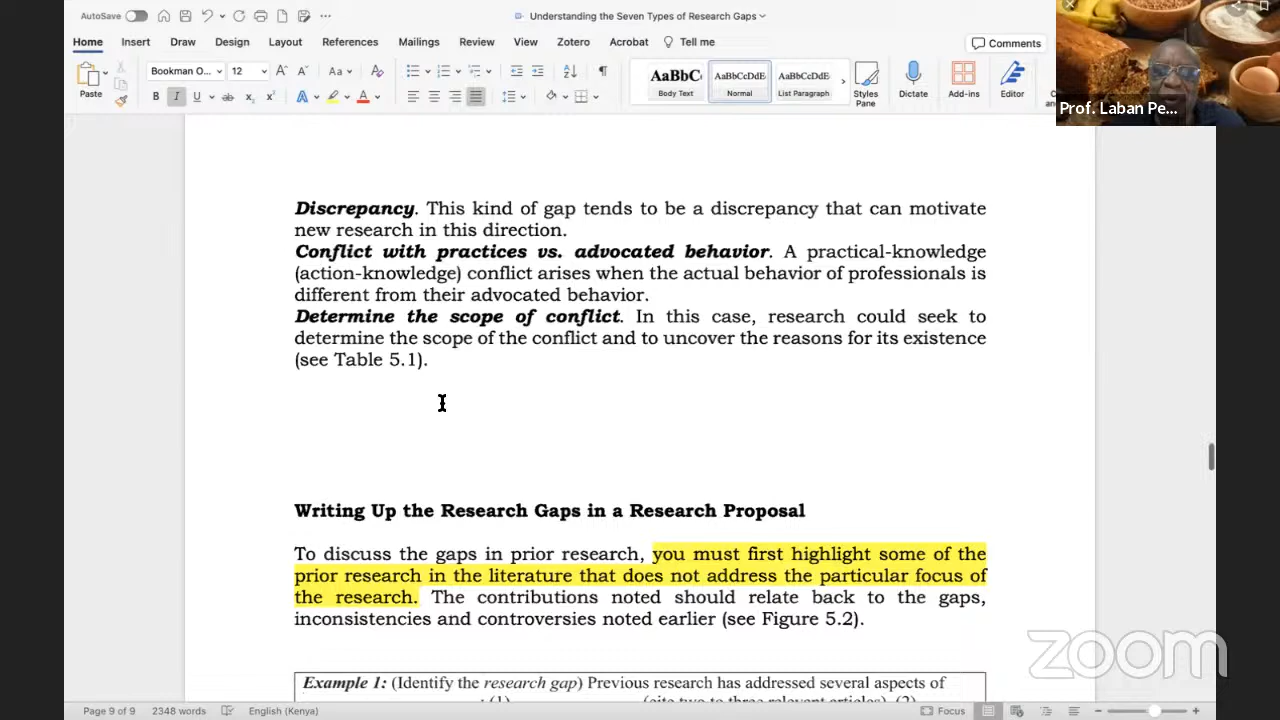 AutoSave
Understanding the Seven Types of Research Gaps
Home Insert Draw Design Layout References Mailings Review View Zotero Acrobat Tell me
Comments
Paste
Bookman O... 12
Aa
AaBbC AaBbCcDdE AaBbCcDdE
Body Text Normal List Paragraph
Styles Pane
Dictate
Add-ins
Editor
Prof. Laban Pe...
Discrepancy. This kind of gap tends to be a discrepancy that can motivate
new research in this direction.
Conflict with practices vs. advocated behavior. A practical-knowledge
(action-knowledge) conflict arises when the actual behavior of professionals is
different from their advocated behavior.
Determine the scope of conflict. In this case, research could seek to
determine the scope of the conflict and to uncover the reasons for its existence
(see Table 5.1).
Writing Up the Research Gaps in a Research Proposal
To discuss the gaps in prior research, you must first highlight some of the
prior research in the literature that does not address the particular focus of
the research. The contributions noted should relate back to the gaps,
inconsistencies and controversies noted earlier (see Figure 5.2).
zoom
Example 1: (Identify the research gap) Previous research has addressed several aspects of
(cite two to three relevant articles). (2)
Page 9 of 9 2348 words English (Kenya) Focus